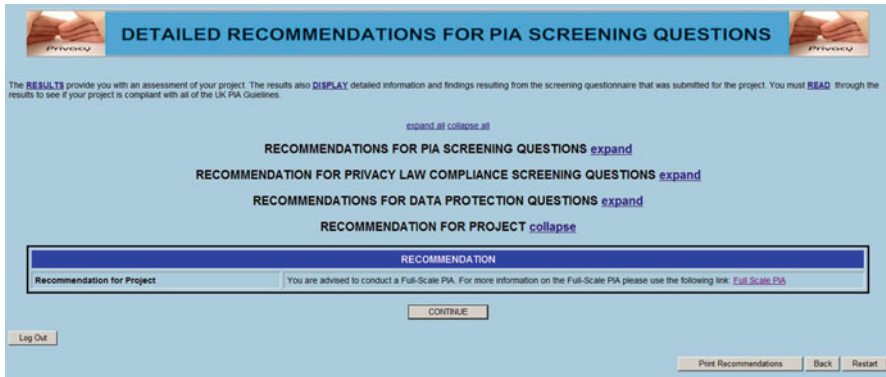 Privacy
DETAILED RECOMMENDATIONS FOR PIA SCREENING QUESTIONS
Privacy
The RESULTS provide you with an assessment of your project. The results also DISPLAY detailed information and findings resulting from the screening questionnaire that was submitted for the project. You must READ through the
results to see if your project is compliant with all of the UK PIA Guielines.
expand all collapse all
RECOMMENDATIONS FOR PIA SCREENING QUESTIONS expand
RECOMMENDATION FOR PRIVACY LAW COMPLIANCE SCREENING QUESTIONS expand
RECOMMENDATIONS FOR DATA PROTECTION QUESTIONS expand
RECOMMENDATION FOR PROJECT collapse
RECOMMENDATION
Recommendation for Project You are advised to conduct a Full-Scale PIA. For more information on the Full-Scale PIA please use the following link: Full Scale PIA
CONTINUE
Log Out
Print Recommendations Back Restart